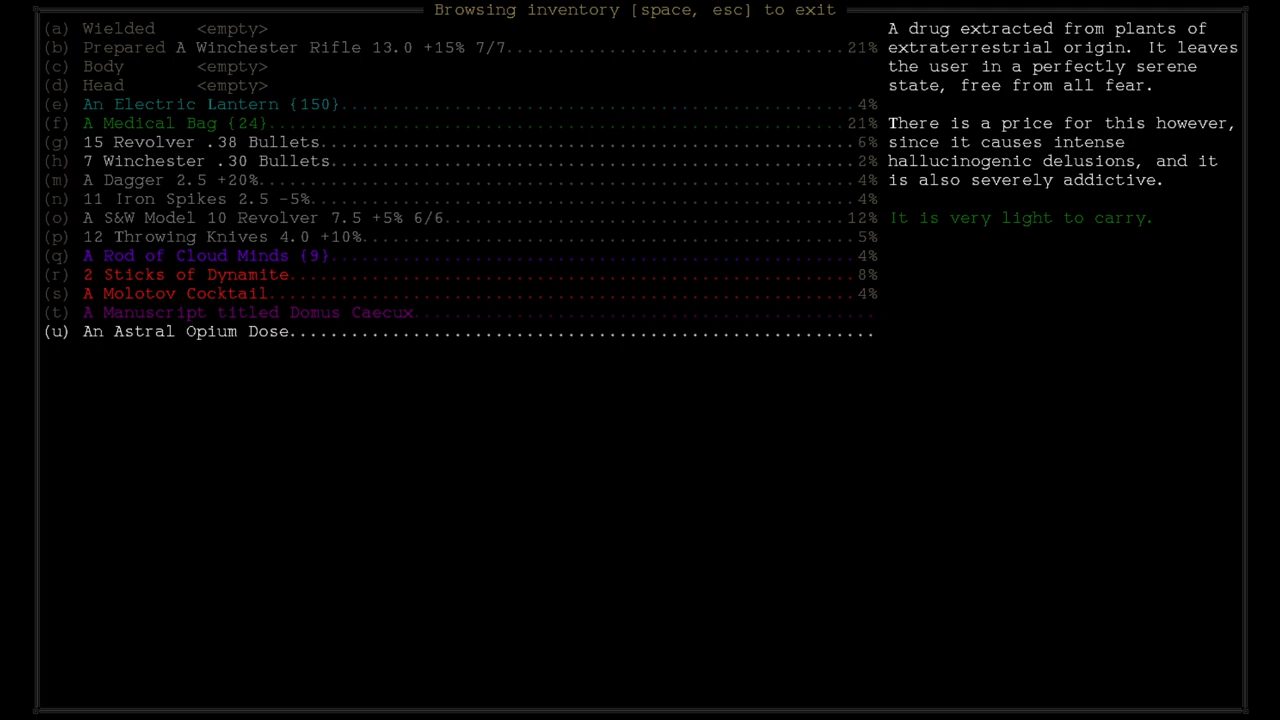 Browsing inventory [space, esc] to exit
(a) Wielded <empty>
(b) Prepared A Winchester Rifle 13.0 +15% 7/7...................................21%
(c) Body <empty>
(d) Head <empty>
(e) An Electric Lantern {150}..................................................4%
(f) A Medical Bag {24}.........................................................21%
(g) 15 Revolver .38 Bullets....................................................6%
(h) 7 Winchester .30 Bullets...................................................2%
(m) A Dagger 2.5 +20%..........................................................4%
(n) 11 Iron Spikes 2.5 -5%.....................................................4%
(o) A S&W Model 10 Revolver 7.5 +5% 6/6........................................12%
(p) 12 Throwing Knives 4.0 +10%................................................5%
(q) A Rod of Cloud Minds {9}...................................................4%
(r) 2 Sticks of Dynamite.......................................................8%
(s) A Molotov Cocktail.........................................................4%
(t) A Manuscript titled Domus Caecux.............................................
(u) An Astral Opium Dose.........................................................
A drug extracted from plants of
extraterrestrial origin. It leaves
the user in a perfectly serene
state, free from all fear.
There is a price for this however,
since it causes intense
hallucinogenic delusions, and it
is also severely addictive.
It is very light to carry.